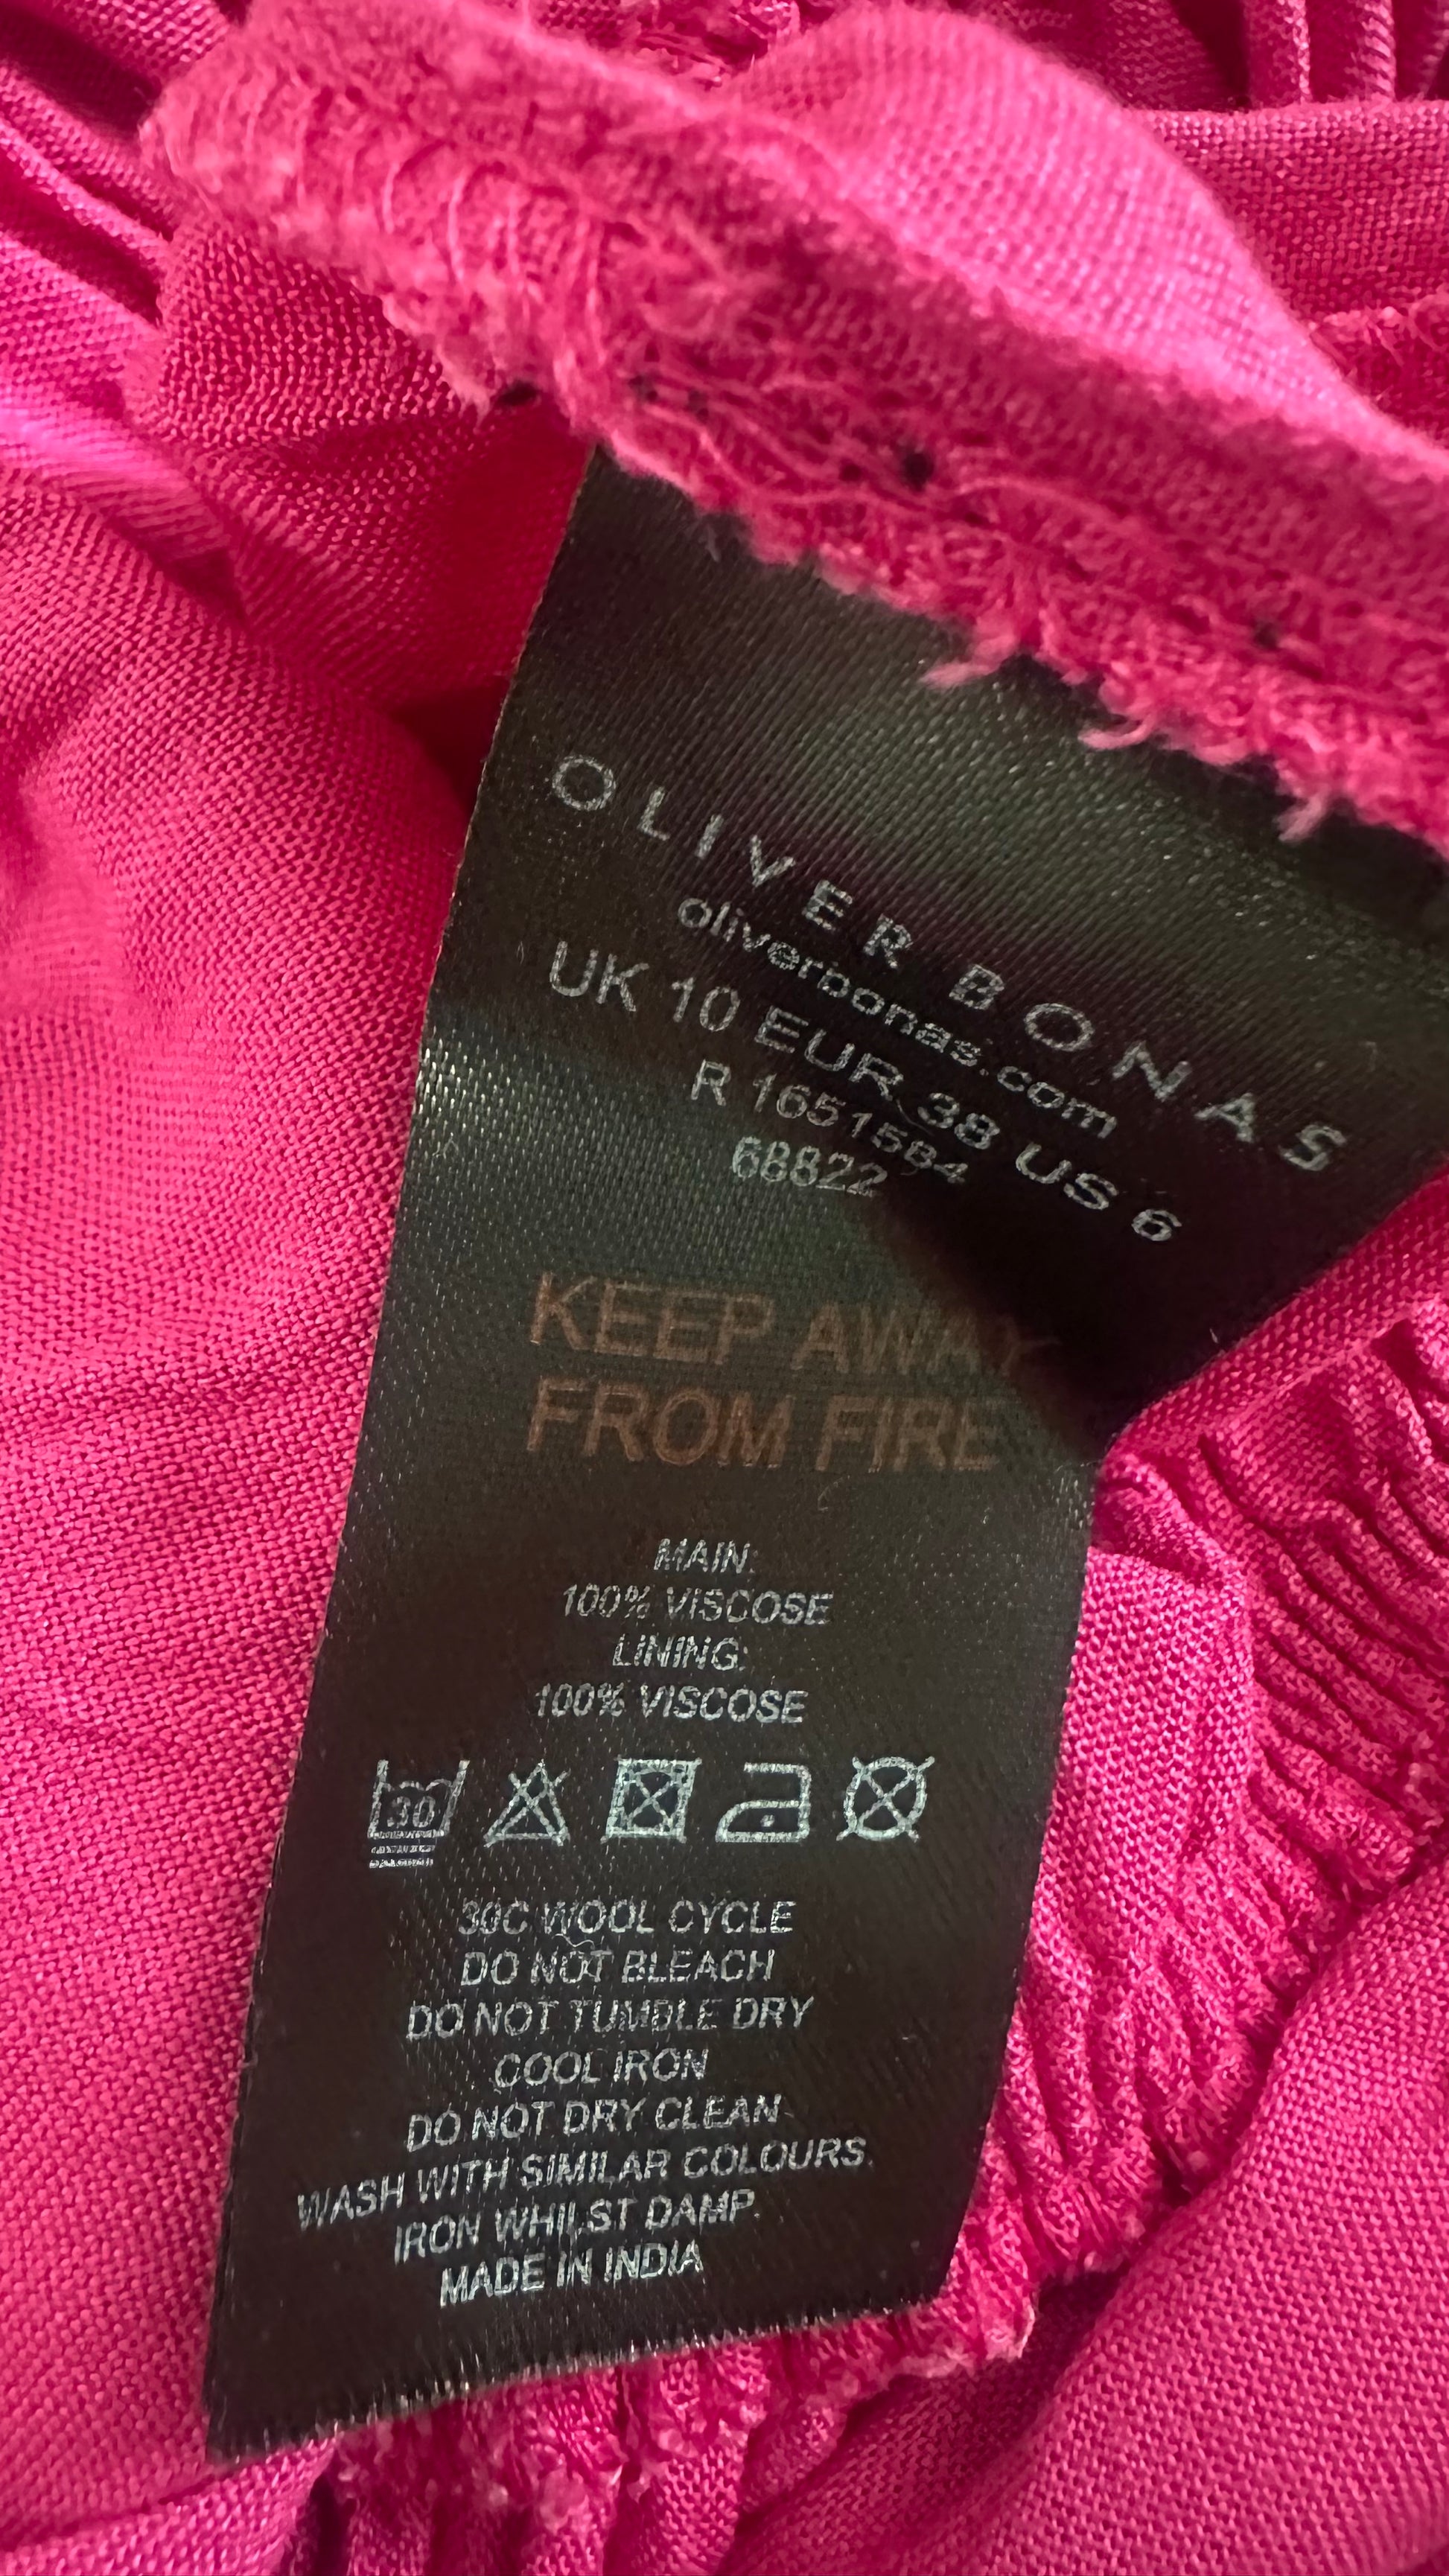 OLIVER BONAS
oliverbonas.com
UK 10 EUR 38 US 6
R 1651584
68822
KEEP AWAY
FROM FIRE
MAIN:
100% VISCOSE
LINING:
100% VISCOSE
30
30C WOOL CYCLE
DO NOT BLEACH
DO NOT TUMBLE DRY
COOL IRON
DO NOT DRY CLEAN
WASH WITH SIMILAR COLOURS.
IRON WHILST DAMP.
MADE IN INDIA